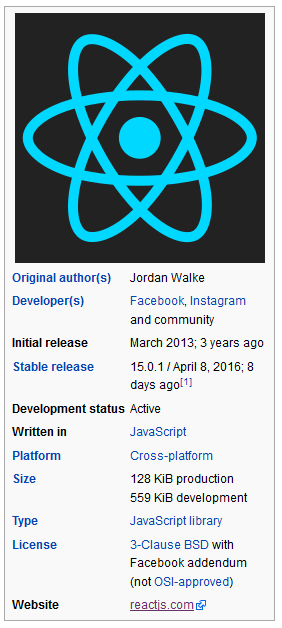 Original author(s) Jordan Walke
Developer(s) Facebook, Instagram
and community
Initial release March 2013; 3 years ago
Stable release 15.0.1 / April 8, 2016; 8
days ago[1]
Development status Active
Written in JavaScript
Platform Cross-platform
Size 128 KiB production
559 KiB development
Type JavaScript library
License 3-Clause BSD with
Facebook addendum
(not OSI-approved)
Website reactjs.com